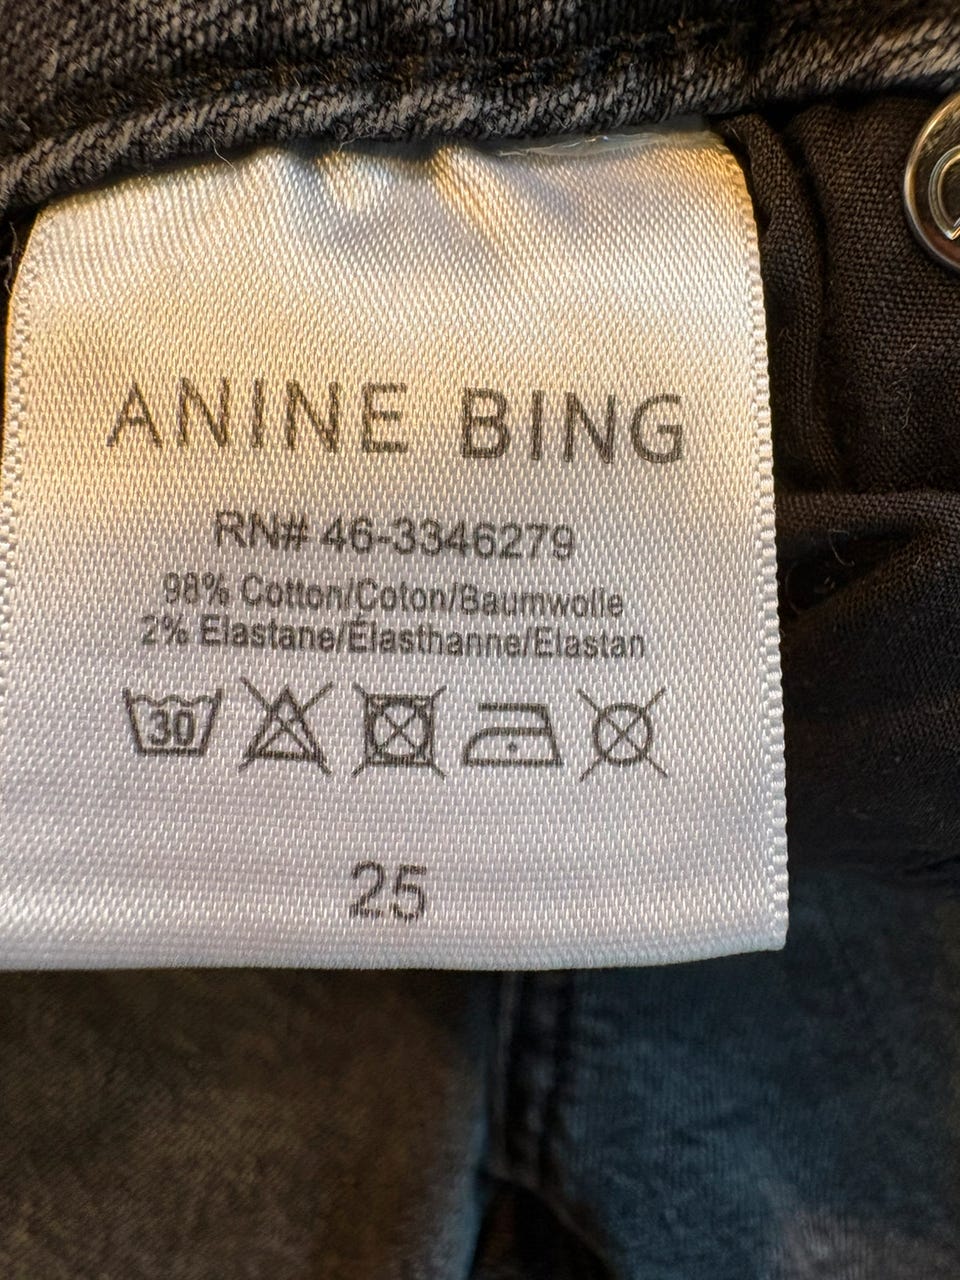 ANINE BING
RN# 46-3346279
98% Cotton/Coton/Baumwolle
2% Elastane/Élasthanne/Elastan
30
25